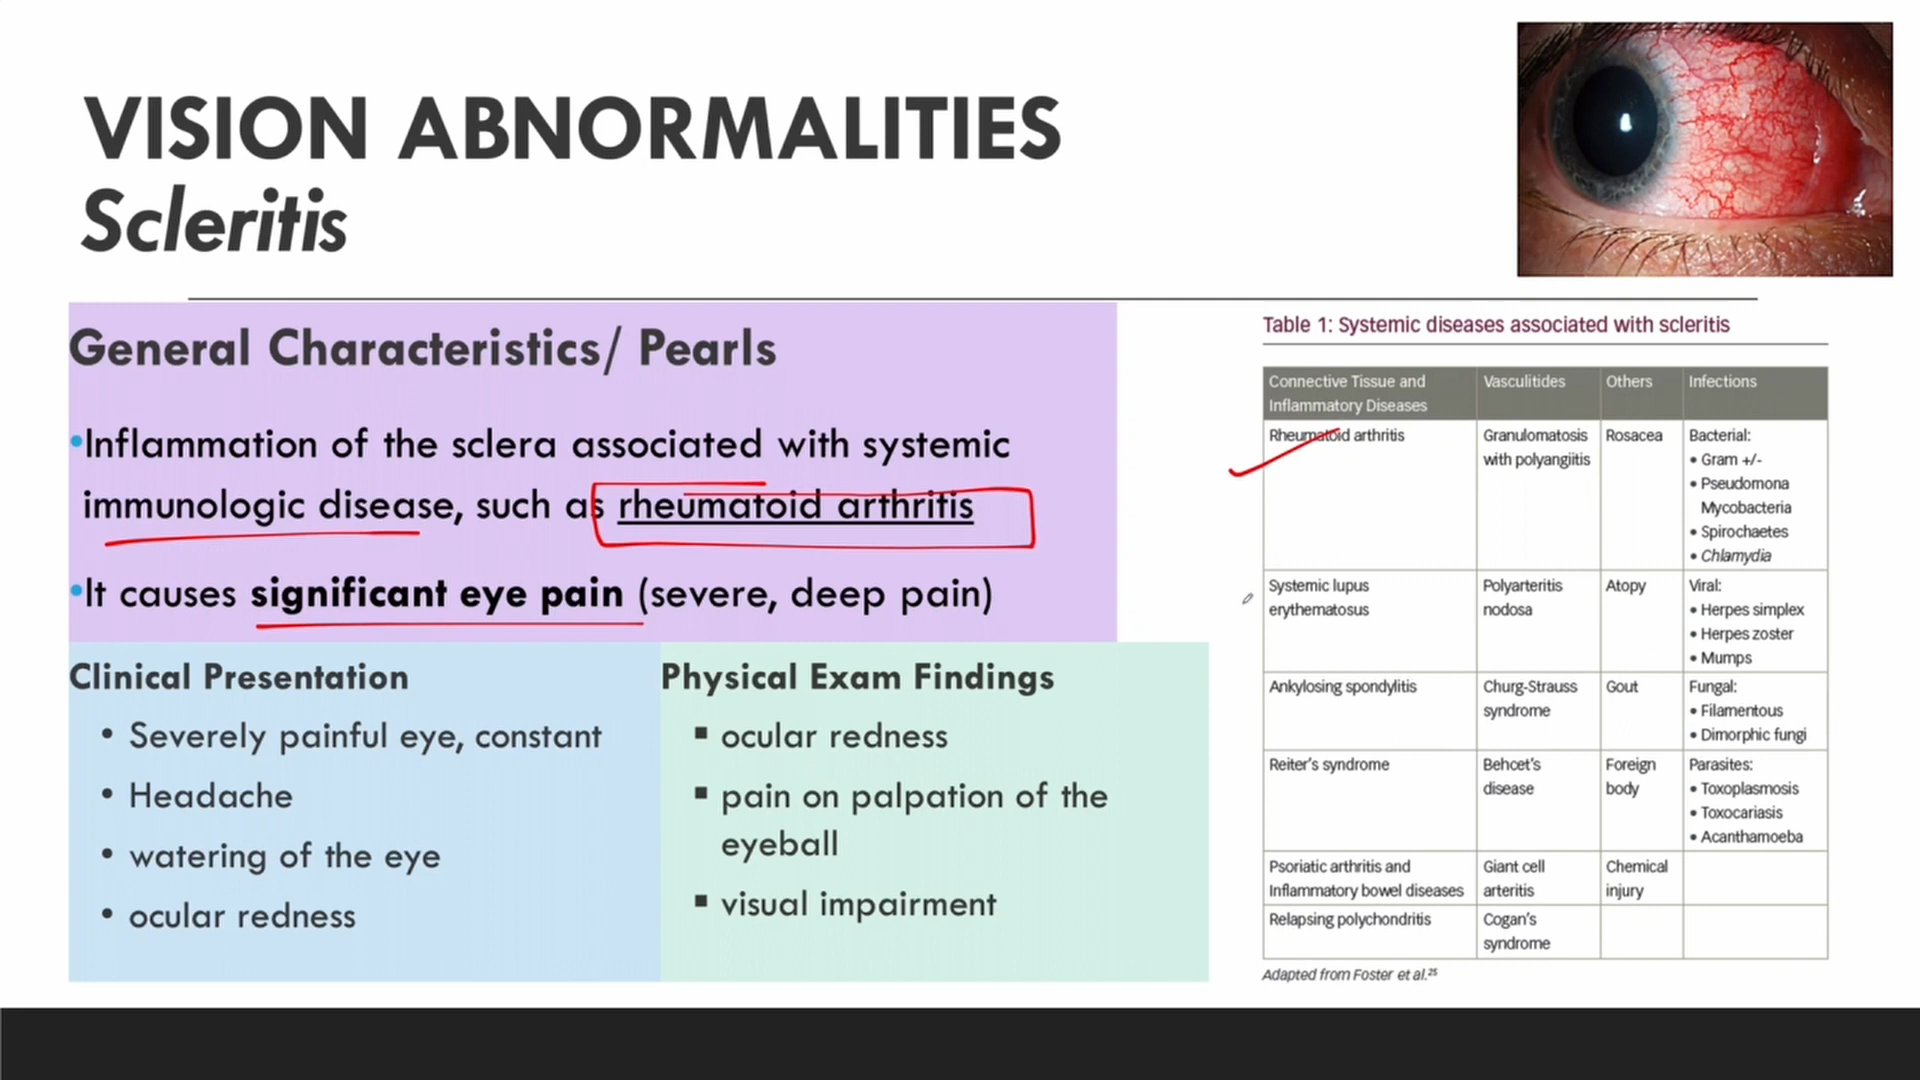 VISION ABNORMALITIES
Scleritis
General Characteristics/ Pearls
•Inflammation of the sclera associated with systemic
immunologic disease, such as rheumatoid arthritis
•It causes significant eye pain (severe, deep pain)
Clinical Presentation
• Severely painful eye, constant
• Headache
• watering of the eye
• ocular redness
Physical Exam Findings
▪ ocular redness
▪ pain on palpation of the
eyeball
▪ visual impairment
Table 1: Systemic diseases associated with scleritis
Connective Tissue and
Inflammatory Diseases
Vasculitides
Others
Infections
Rheumatoid arthritis
Granulomatosis
with polyangiitis
Rosacea
Bacterial:
• Gram +/-
• Pseudomona
Mycobacteria
• Spirochaetes
• Chlamydia
Systemic lupus
erythematosus
Polyarteritis
nodosa
Atopy
Viral:
• Herpes simplex
• Herpes zoster
• Mumps
Ankylosing spondylitis
Churg-Strauss
syndrome
Gout
Fungal:
• Filamentous
• Dimorphic fungi
Reiter's syndrome
Behcet's
disease
Foreign
body
Parasites:
• Toxoplasmosis
• Toxocariasis
• Acanthamoeba
Psoriatic arthritis and
Inflammatory bowel diseases
Giant cell
arteritis
Chemical
injury
Relapsing polychondritis
Cogan's
syndrome
Adapted from Foster et al.²⁵